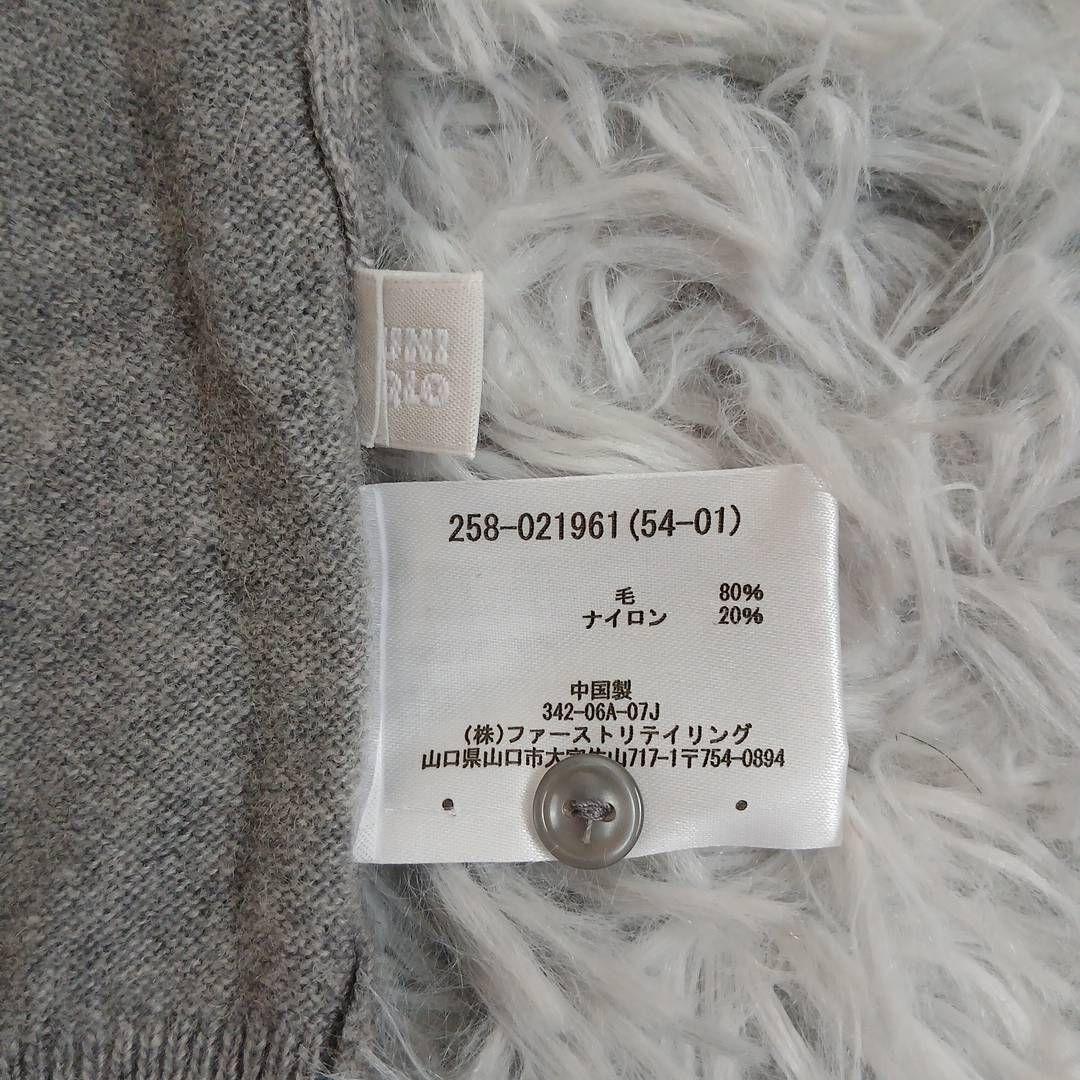 UNI
QLO
258-021961(54-01)
毛 80%
ナイロン 20%
中国製
342-06A-07J
(株)ファーストリテイリング
山口県山口市大字佐山717-1〒754-0894